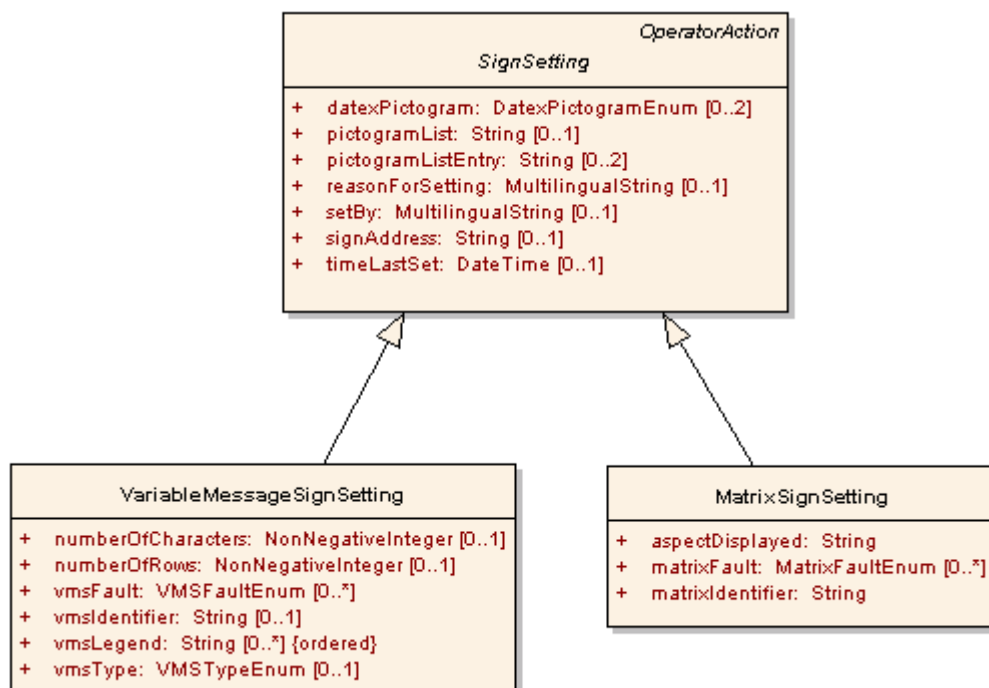 OperatorAction
SignSetting
+ datexPictogram: DatexPictogramEnum [0..2]
+ pictogramList: String [0..1]
+ pictogramListEntry: String [0..2]
+ reasonForSetting: MultilingualString [0..1]
+ setBy: MultilingualString [0..1]
+ signAddress: String [0..1]
+ timeLastSet: DateTime [0..1]
VariableMessageSignSetting
+ numberOfCharacters: NonNegativeInteger [0..1]
+ numberOfRows: NonNegativeInteger [0..1]
+ vmsFault: VMSFaultEnum [0..*]
+ vmsIdentifier: String [0..1]
+ vmsLegend: String [0..*] {ordered}
+ vmsType: VMSTypeEnum [0..1]
MatrixSignSetting
+ aspectDisplayed: String
+ matrixFault: MatrixFaultEnum [0..*]
+ matrixIdentifier: String